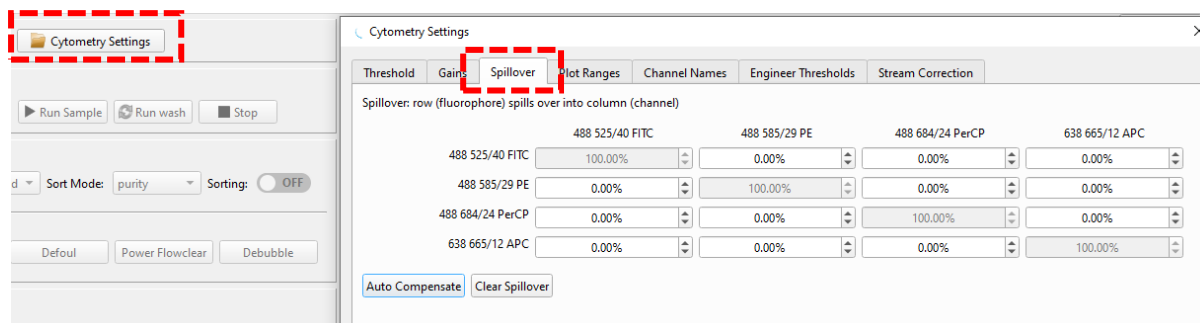 Cytometry Settings
Run Sample Run wash Stop
d Sort Mode: purity Sorting: OFF
Defoul Power Flowclear Debubble
Cytometry Settings
Threshold Gains Spillover Plot Ranges Channel Names Engineer Thresholds Stream Correction
Spillover: row (fluorophore) spills over into column (channel)
488 525/40 FITC 488 585/29 PE 488 684/24 PerCP 638 665/12 APC
488 525/40 FITC 100.00% 0.00% 0.00% 0.00%
488 585/29 PE 0.00% 100.00% 0.00% 0.00%
488 684/24 PerCP 0.00% 0.00% 100.00% 0.00%
638 665/12 APC 0.00% 0.00% 0.00% 100.00%
Auto Compensate Clear Spillover